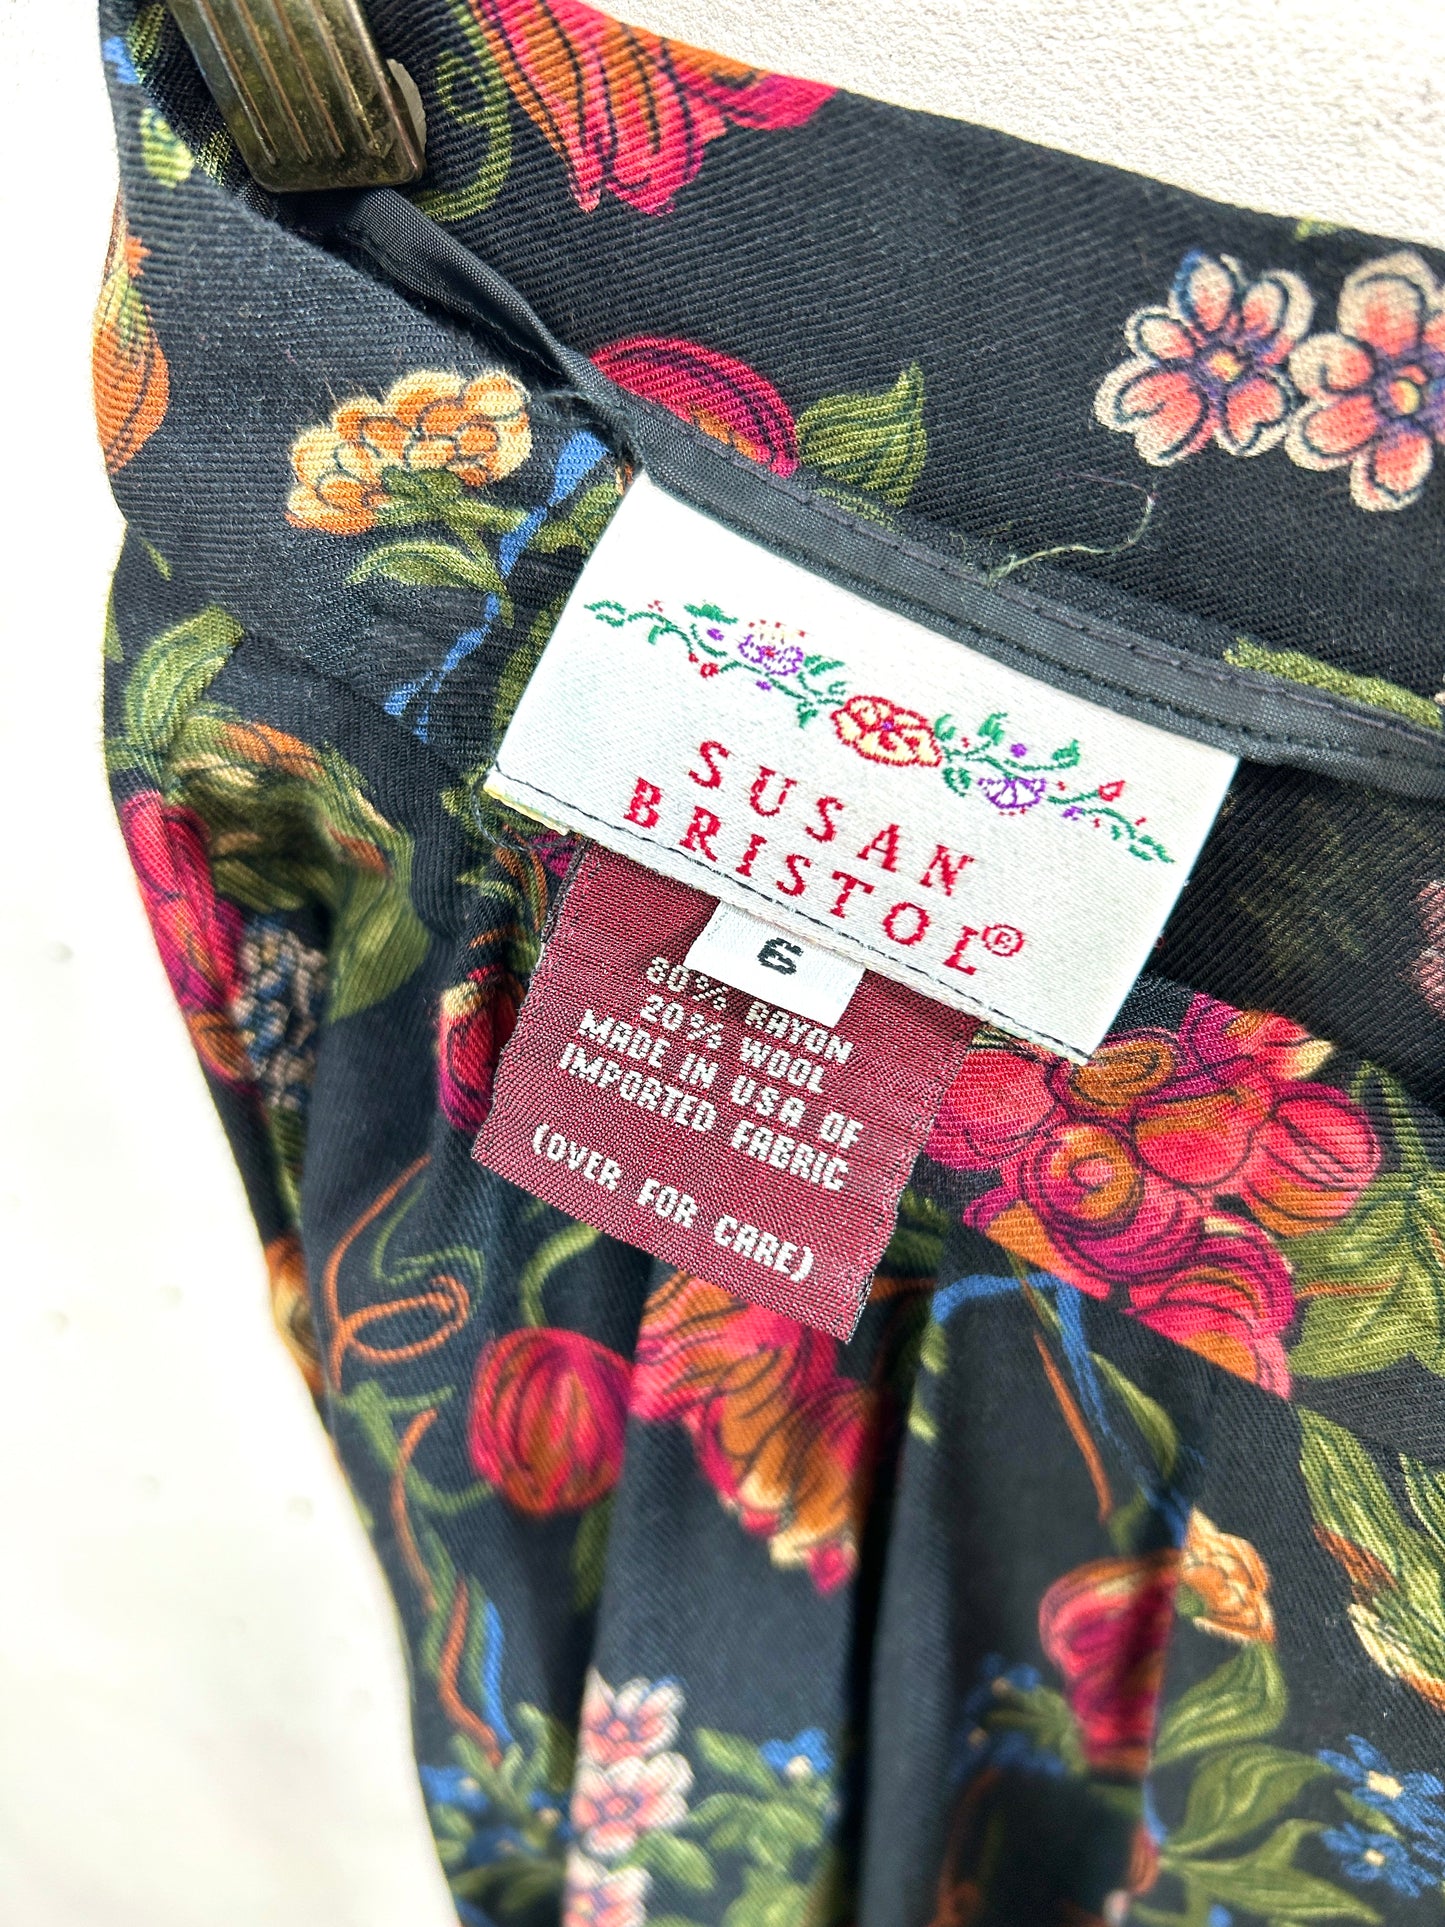 SUSAN
BRISTOL®
6
80% RAYON
20% WOOL
MADE IN USA OF
IMPORTED FABRIC
(OVER FOR CARE)